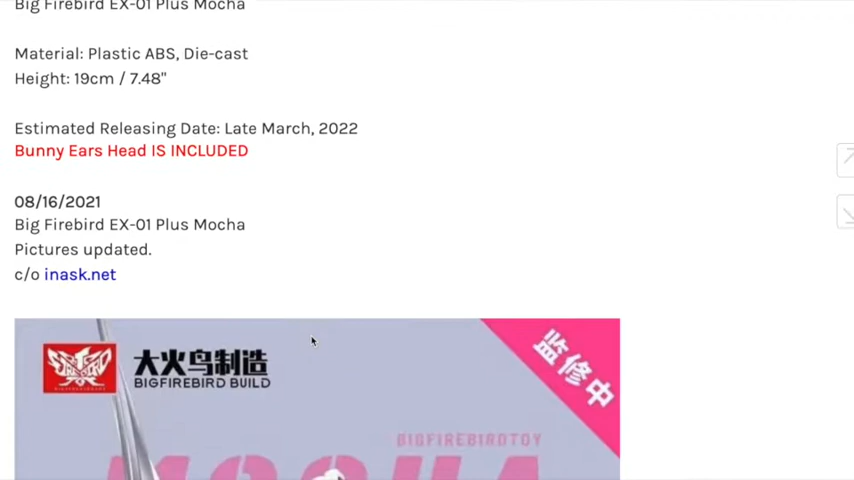 Big Firebird EX-01 Plus Mocha
Material: Plastic ABS, Die-cast
Height: 19cm / 7.48"
Estimated Releasing Date: Late March, 2022
Bunny Ears Head IS INCLUDED
08/16/2021
Big Firebird EX-01 Plus Mocha
Pictures updated.
c/o inask.net
大火鸟制造
BIGFIREBIRD BUILD
监修中
BIGFIREBIRDTOY
MOCHA